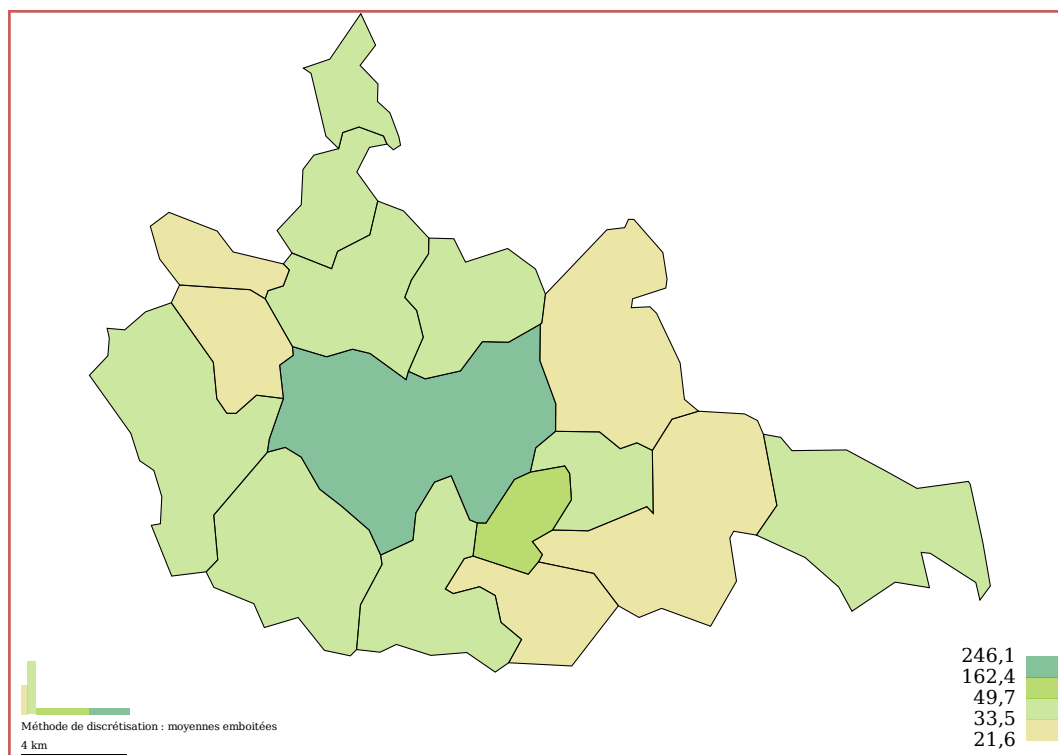 246,1
162,4
49,7
33,5
21,6
Méthode de discrétisation : moyennes emboitées
4 km